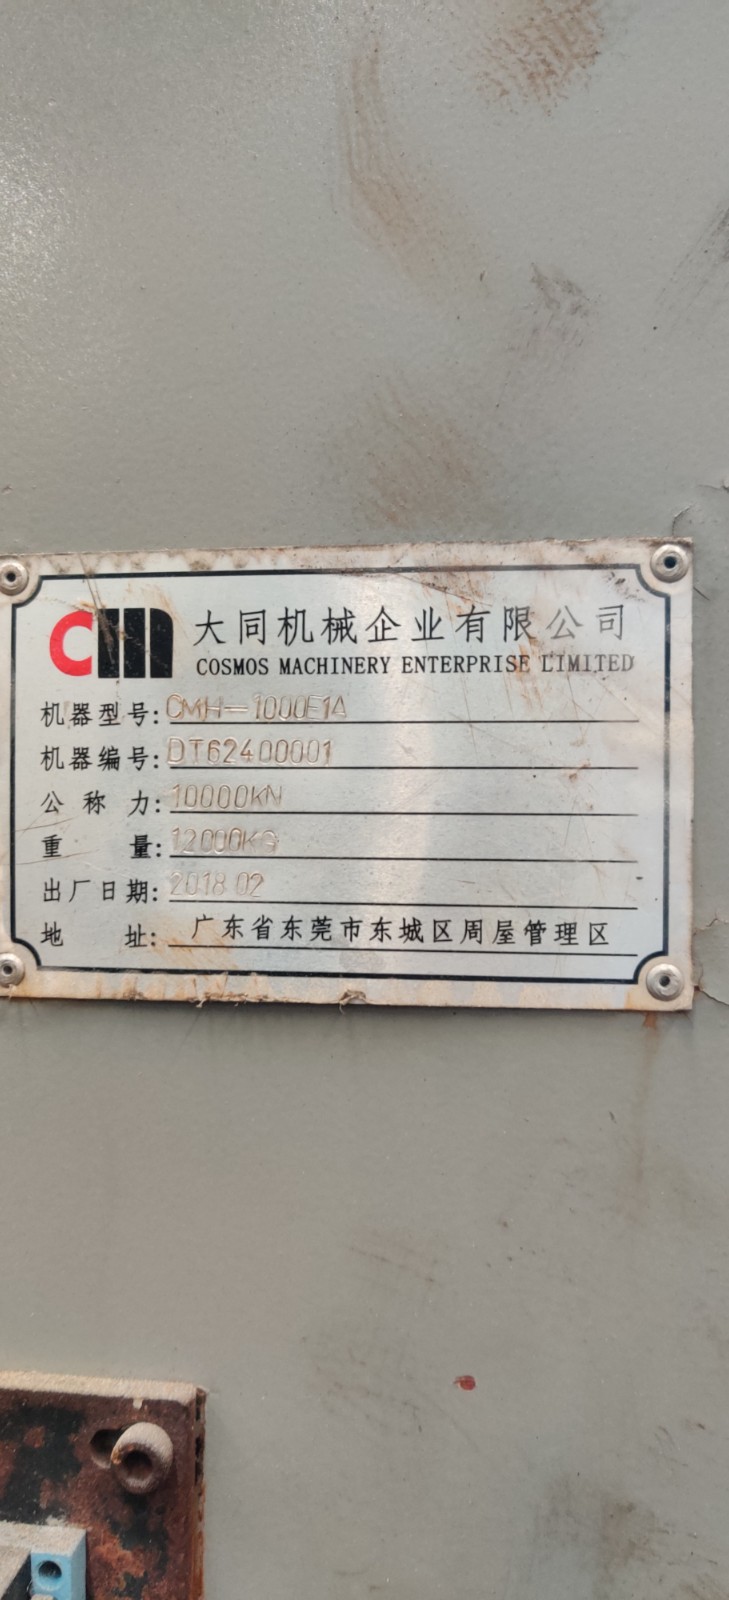 CM 大同机械企业有限公司
COSMOS MACHINERY ENTERPRISE LIMITED
机器型号: CMH-1000E1A
机器编号: DT62400001
公称力: 10000KN
重量: 12000KG
出厂日期: 2018.02
地址: 广东省东莞市东城区周屋管理区